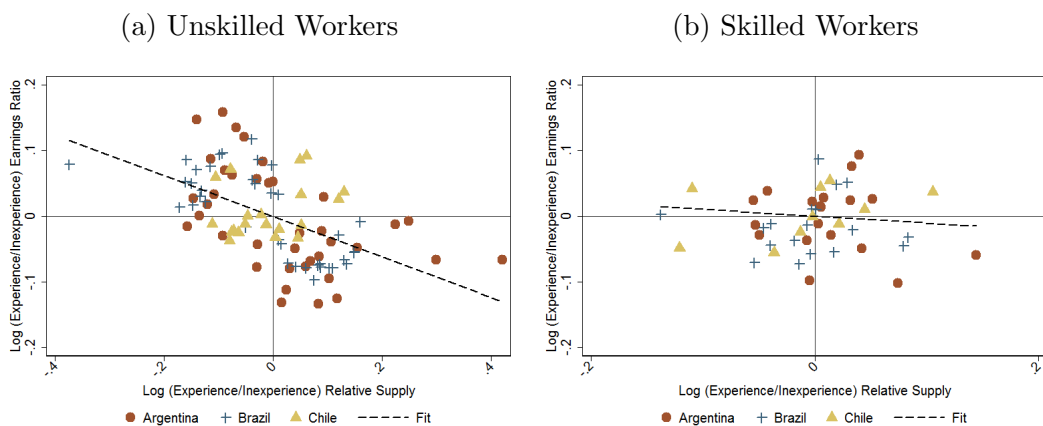 (a) Unskilled Workers
Log (Experience/Inexperience) Earnings Ratio
.2
.1
0
-.1
-.2
-.4
-.2
0
.2
.4
Log (Experience/Inexperience) Relative Supply
Argentina Brazil Chile Fit
(b) Skilled Workers
Log (Experience/Inexperience) Earnings Ratio
.2
.1
0
-.1
-.2
-.2
0
.2
Log (Experience/Inexperience) Relative Supply
Argentina Brazil Chile Fit